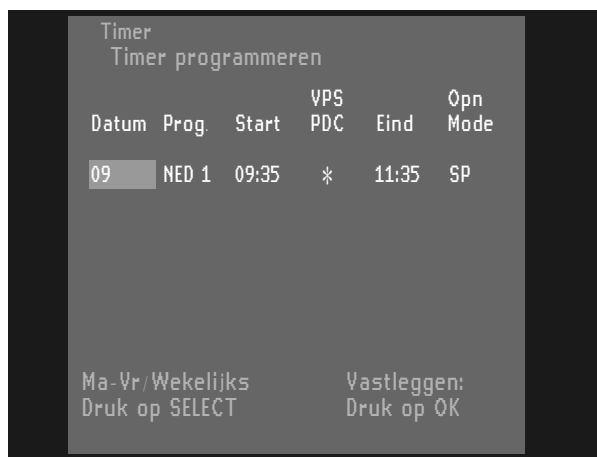 Timer
Timer programmeren
VPS Opn
Datum Prog. Start PDC Eind Mode
09 NED 1 09:35 * 11:35 SP
Ma-Vr/Wekelijks Vastleggen:
Druk op SELECT Druk op OK